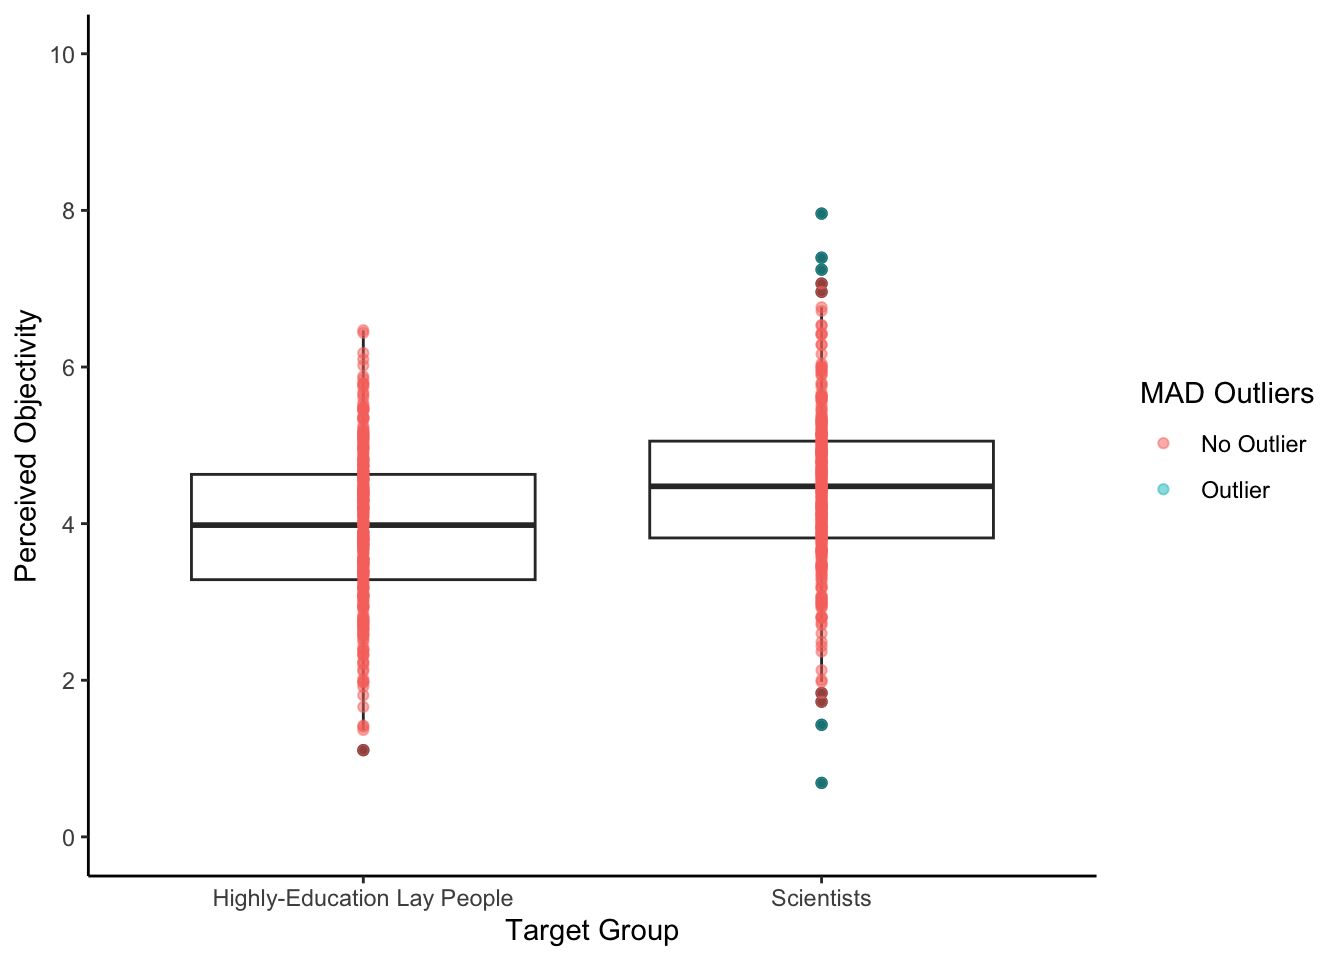 10
8
6
4
2
0
Perceived Objectivity
Highly-Education Lay People
Scientists
Target Group
MAD Outliers
No Outlier
Outlier